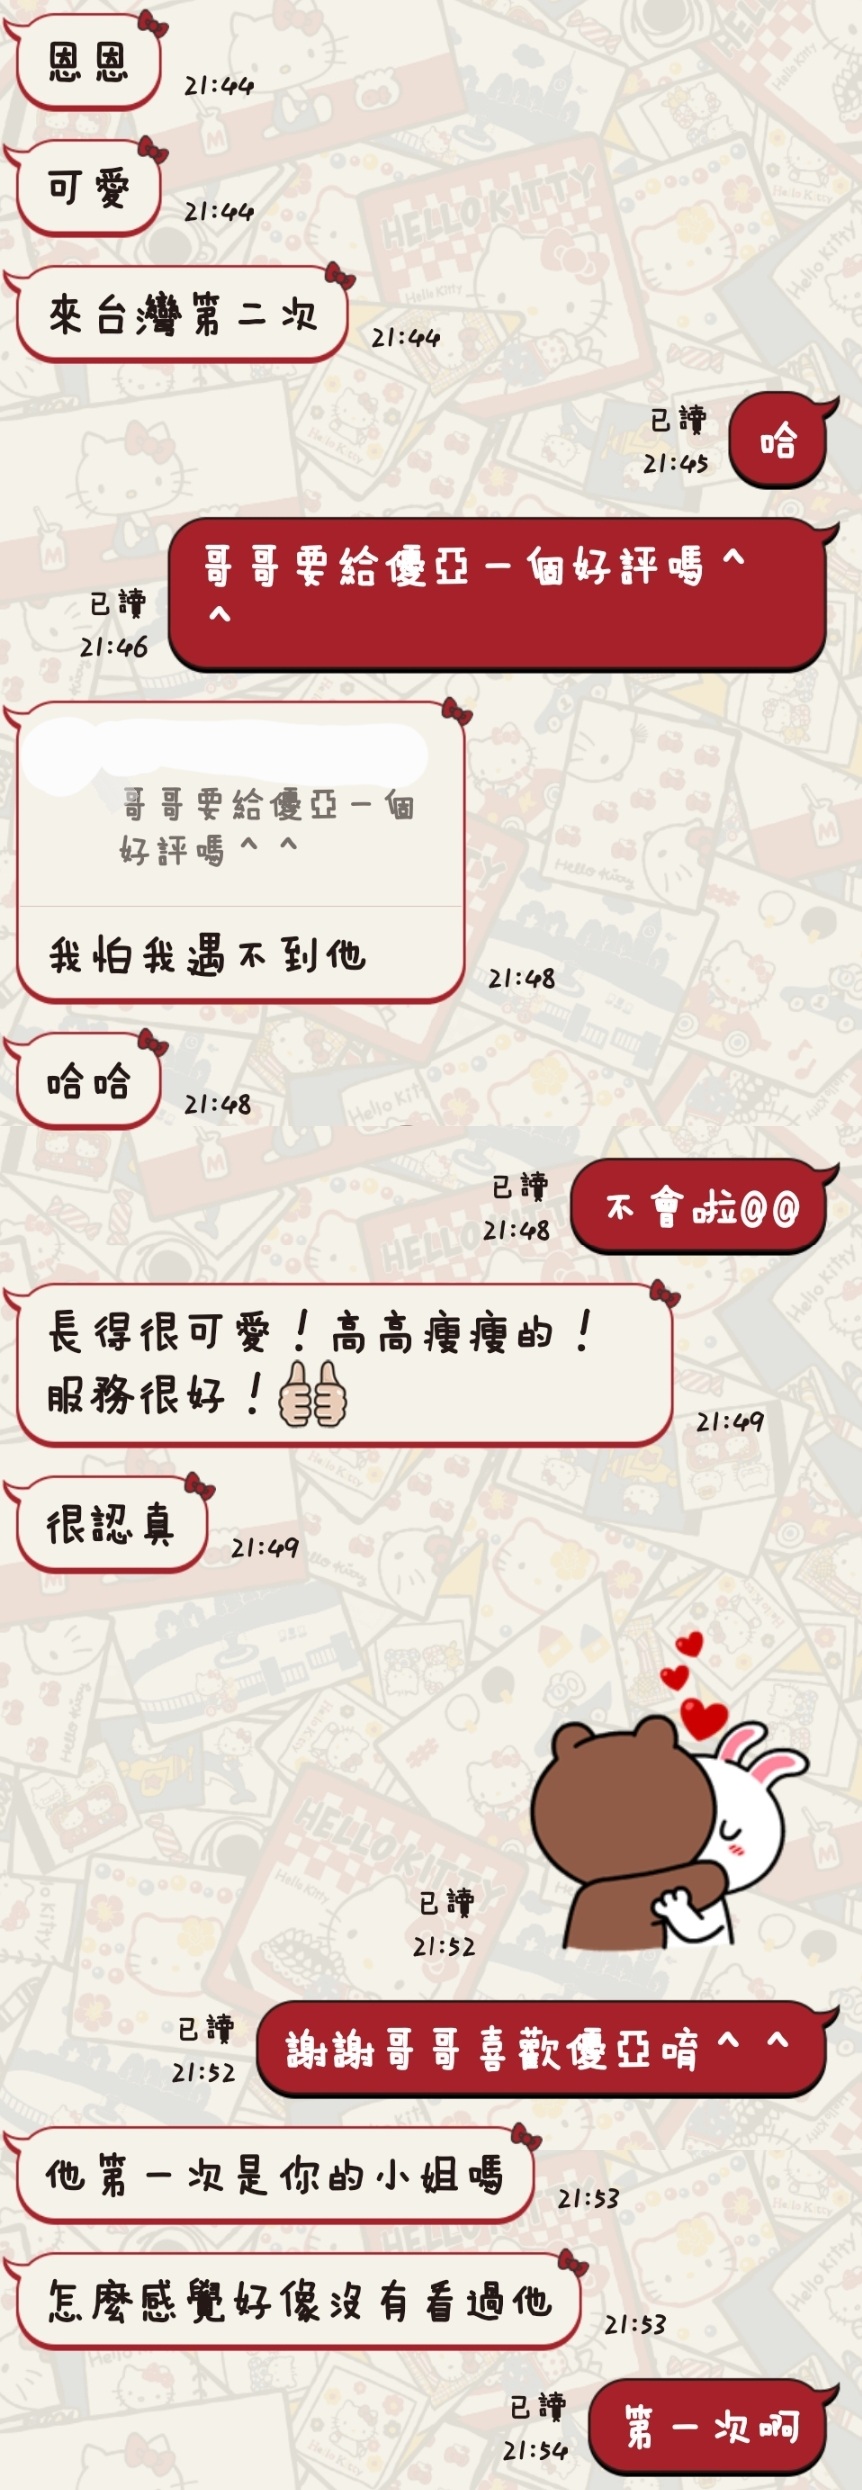 恩恩
21:44
可愛
21:44
來台灣第二次
21:44
已讀
21:45
哈
哥哥要給優亞一個好評嗎^
^
已讀
21:46
哥哥要給優亞一個
好評嗎^ ^
我怕我遇不到他
21:48
哈哈
21:48
已讀
21:48
不會啦@@
長得很可愛!高高瘦瘦的!
服務很好!👍👍
21:49
很認真
21:49
已讀
21:52
已讀
21:52
謝謝哥哥喜歡優亞唷^ ^
他第一次是你的小姐嗎
21:53
怎麼感覺好像沒有看過他
21:53
已讀
21:54
第一次啊
HELLO KITTY
Hello Kitty